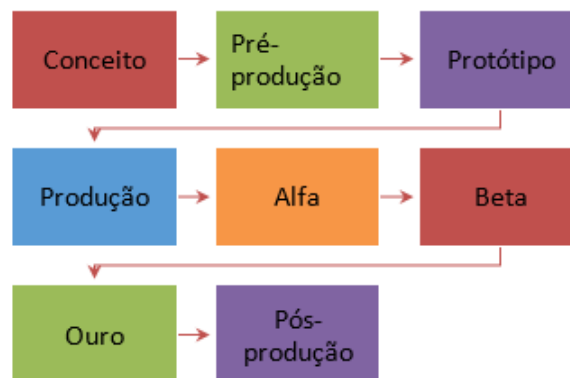 Conceito
Pré-
produção
Protótipo
Produção
Alfa
Beta
Ouro
Pós-
produção